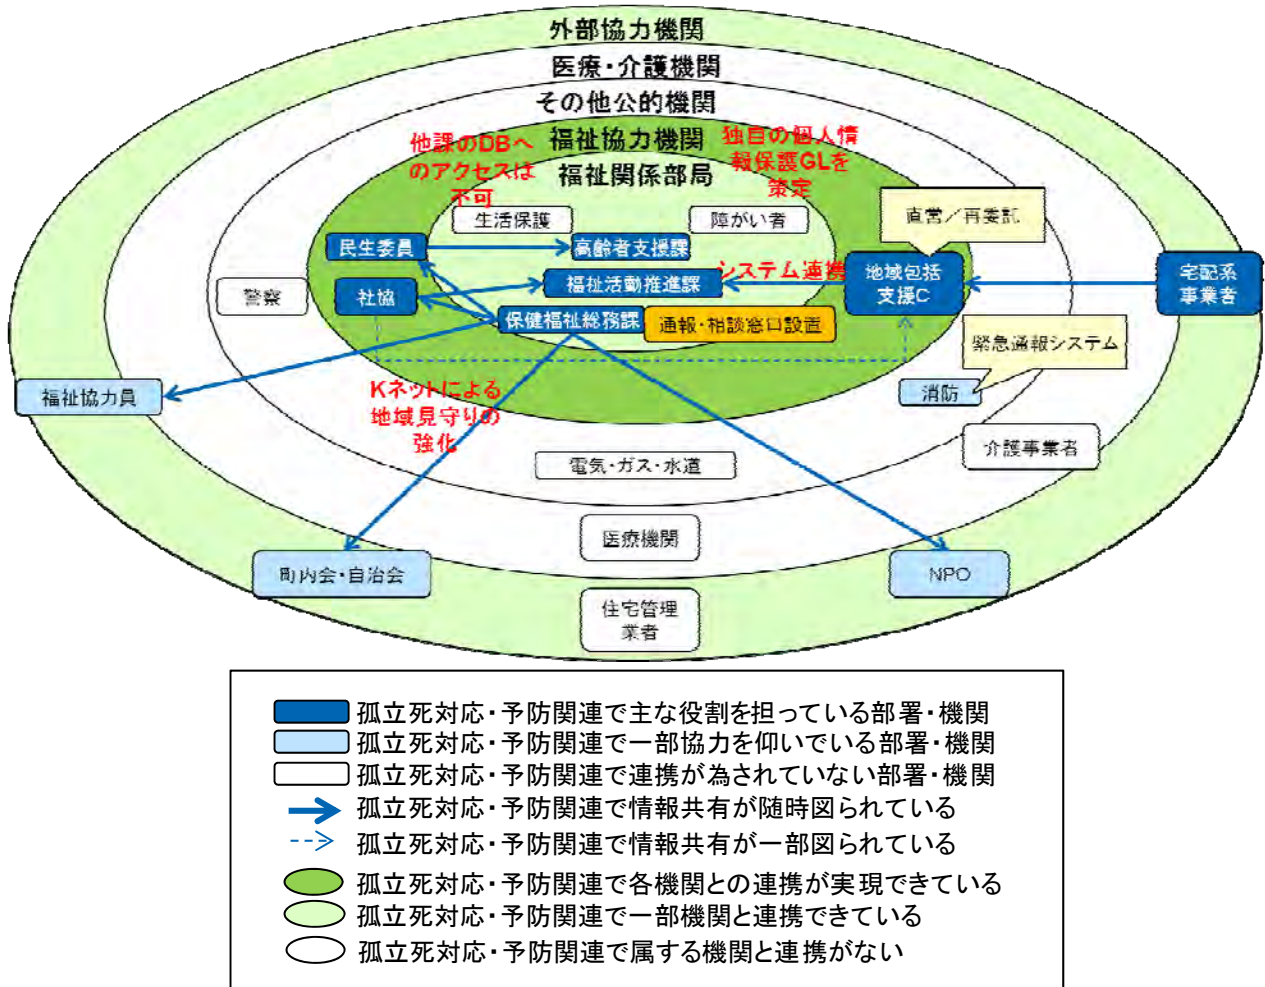 外部協力機関
医療・介護機関
その他公的機関
福祉協力機関
福祉関係部局
他課のDBへ
のアクセスは
不可
独自の個人情
報保護GLを
策定
生活保護
障がい者
直営／再委託
民生委員
高齢者支援課
システム連携
地域包括
支援C
宅配系
事業者
警察
社協
福祉活動推進課
保健福祉総務課
通報・相談窓口設置
緊急通報システム
福祉協力員
Kネットによる
地域見守りの
強化
消防
介護事業者
電気・ガス・水道
医療機関
町内会・自治会
NPO
住宅管理
業者
孤立死対応・予防関連で主な役割を担っている部署・機関
孤立死対応・予防関連で一部協力を仰いでいる部署・機関
孤立死対応・予防関連で連携が為されていない部署・機関
孤立死対応・予防関連で情報共有が随時図られている
孤立死対応・予防関連で情報共有が一部図られている
孤立死対応・予防関連で各機関との連携が実現できている
孤立死対応・予防関連で一部機関と連携できている
孤立死対応・予防関連で属する機関と連携がない